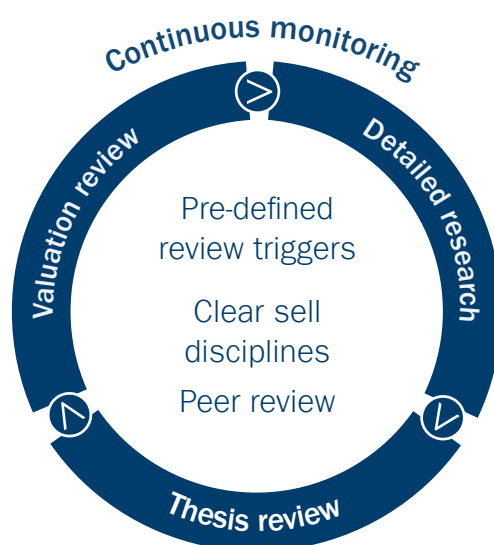 Continuous monitoring
Valuation review
Detailed research
Pre-defined
review triggers
Clear sell
disciplines
Peer review
Thesis review